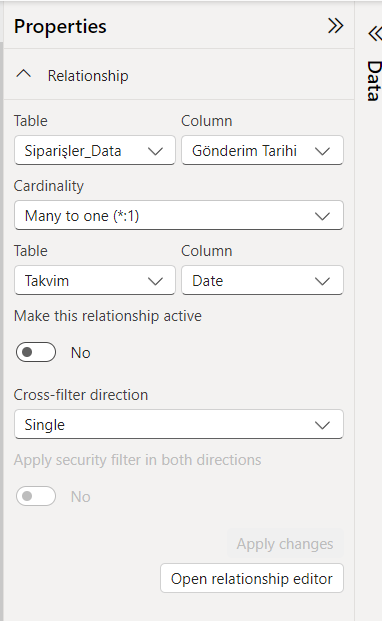 Properties
Data
Relationship
Table Column
Siparişler_Data Gönderim Tarihi
Cardinality
Many to one (*:1)
Table Column
Takvim Date
Make this relationship active
No
Cross-filter direction
Single
Apply security filter in both directions
No
Apply changes
Open relationship editor